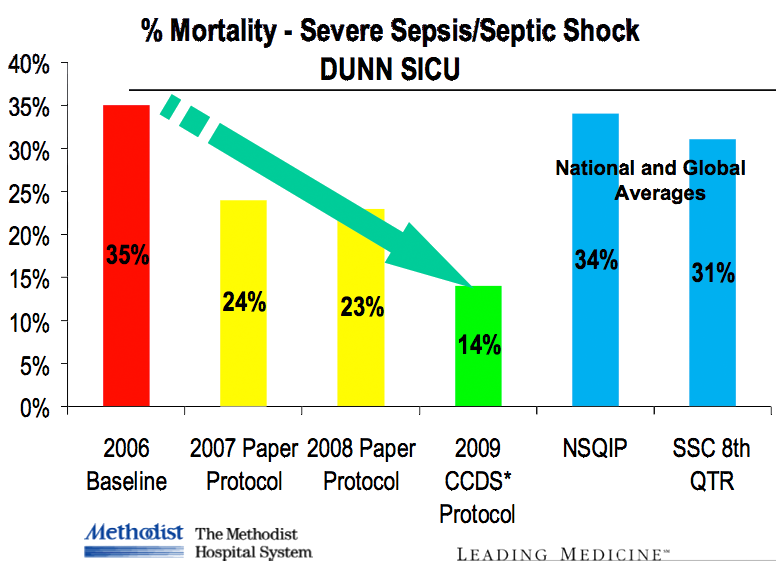 % Mortality - Severe Sepsis/Septic Shock
DUNN SICU
40%
35%
30%
25%
20%
15%
10%
5%
0%
35%
24%
23%
14%
34%
31%
National and Global
Averages
2006
Baseline
2007 Paper
Protocol
2008 Paper
Protocol
2009
CCDS*
Protocol
NSQIP
SSC 8th
QTR
Methodist
The Methodist
Hospital System
LEADING MEDICINE℠